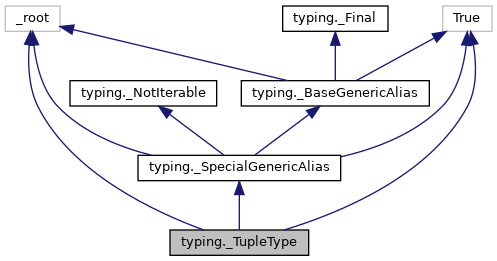 _root
typing._Final
True
typing._NotIterable
typing._BaseGenericAlias
typing._SpecialGenericAlias
typing._TupleType